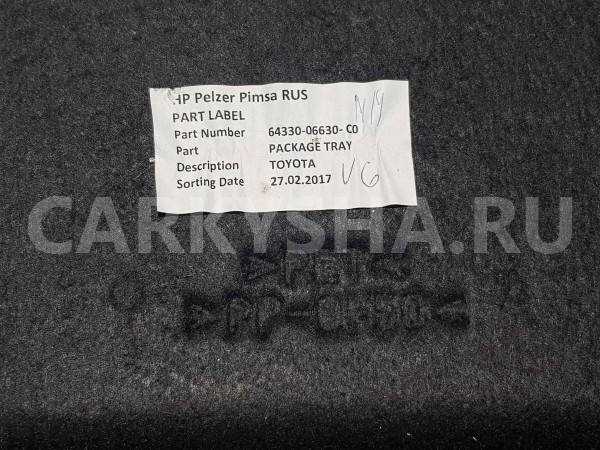 HP Pelzer Pimsa RUS
PART LABEL
Part Number 64330-06630- C0
Part PACKAGE TRAY
Description TOYOTA
Sorting Date 27.02.2017
CARKYSHA.RU
>PET<